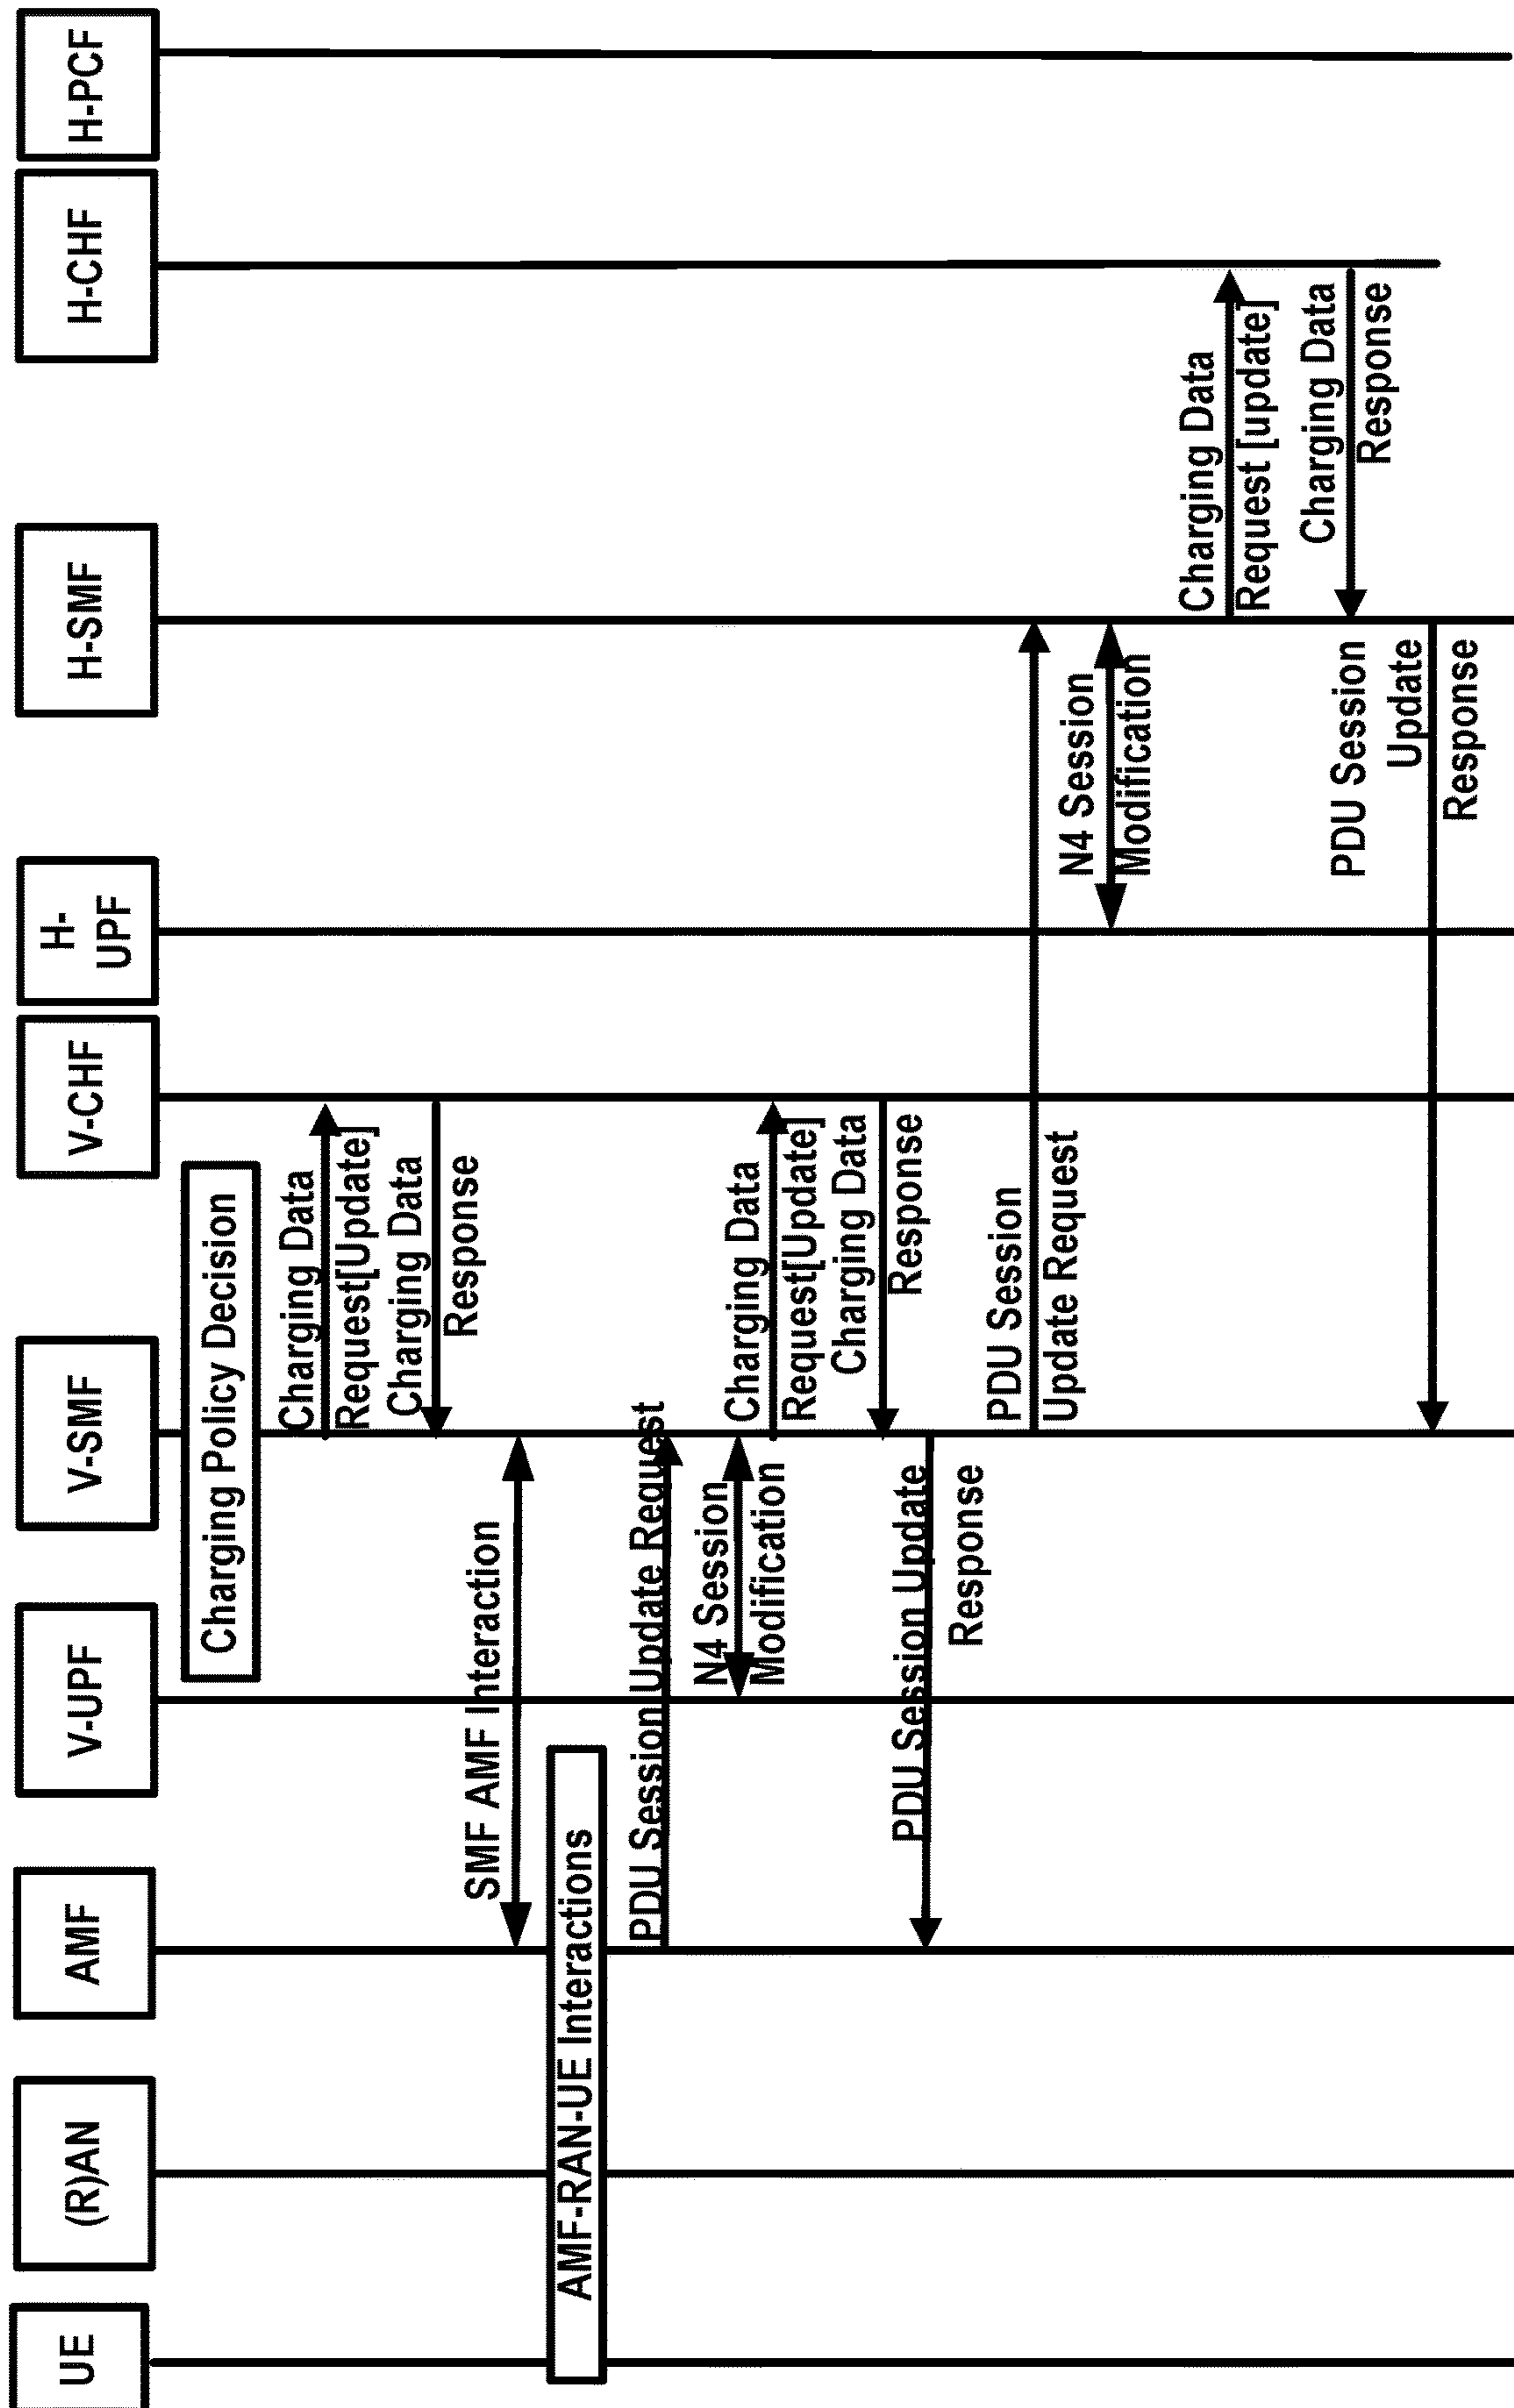 UE
(R)AN
AMF
V-UPF
V-SMF
V-CHF
H-
UPF
H-SMF
H-CHF
H-PCF
Charging Policy Decision
Charging Data
Request[Update]
Charging Data
Response
SMF AMF Interaction
AMF-RAN-UE Interactions
PDU Session Update Request
N4 Session
Modification
Charging Data
Request[Update]
Charging Data
Response
PDU Session Update
Response
PDU Session
Update Request
N4 Session
Modification
Charging Data
Request [update]
Charging Data
Response
PDU Session
Update
Response